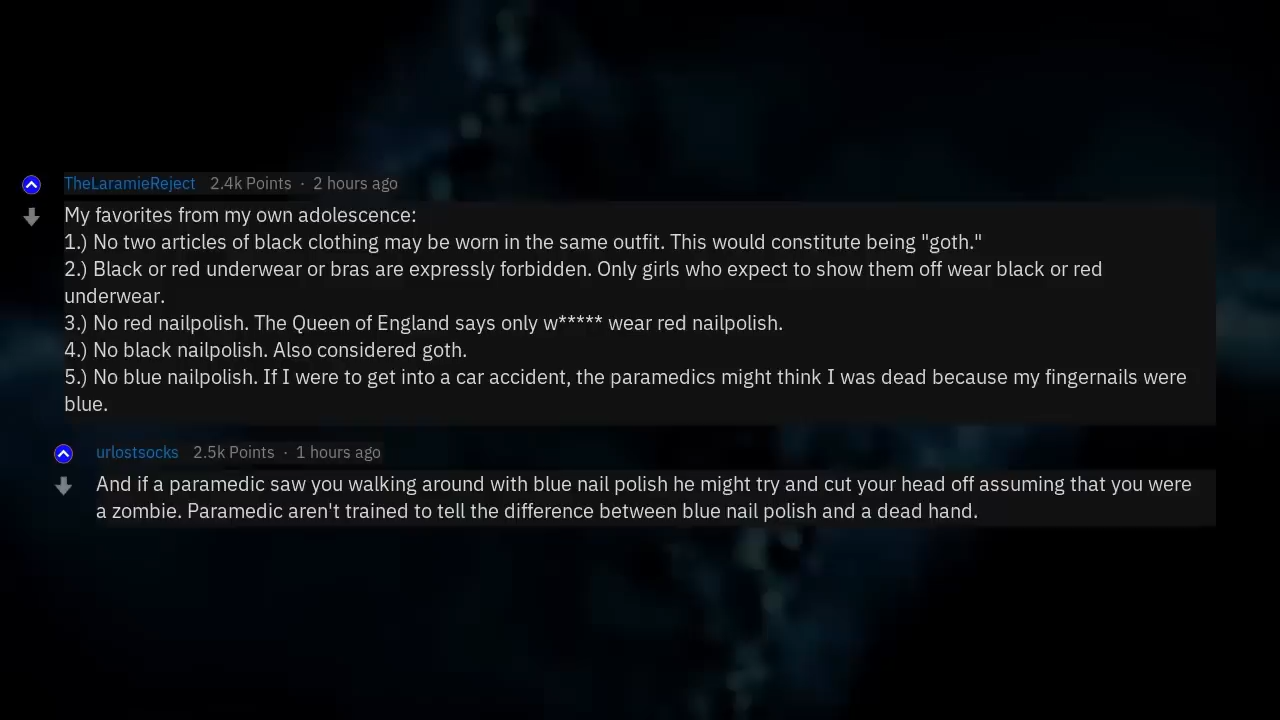 TheLaramieReject 2.4k Points · 2 hours ago
My favorites from my own adolescence:
1.) No two articles of black clothing may be worn in the same outfit. This would constitute being "goth."
2.) Black or red underwear or bras are expressly forbidden. Only girls who expect to show them off wear black or red
underwear.
3.) No red nailpolish. The Queen of England says only w***** wear red nailpolish.
4.) No black nailpolish. Also considered goth.
5.) No blue nailpolish. If I were to get into a car accident, the paramedics might think I was dead because my fingernails were
blue.
urlostsocks 2.5k Points · 1 hours ago
And if a paramedic saw you walking around with blue nail polish he might try and cut your head off assuming that you were
a zombie. Paramedic aren't trained to tell the difference between blue nail polish and a dead hand.